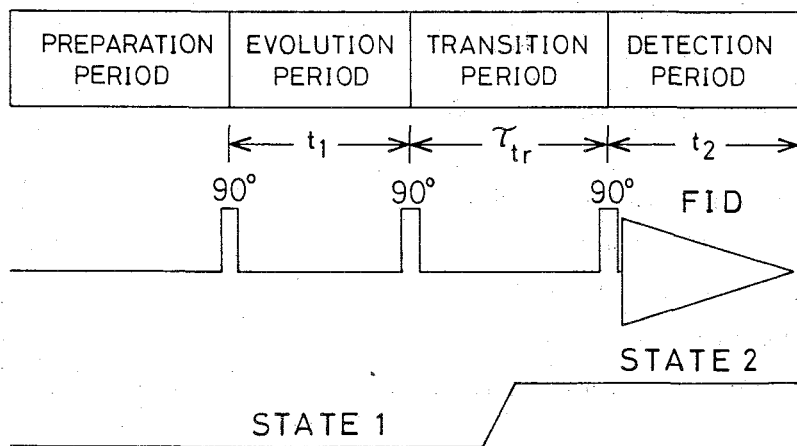 PREPARATION PERIOD
EVOLUTION PERIOD
TRANSITION PERIOD
DETECTION PERIOD
t₁
τtr
t₂
90°
90°
90°
FID
STATE 2
STATE 1